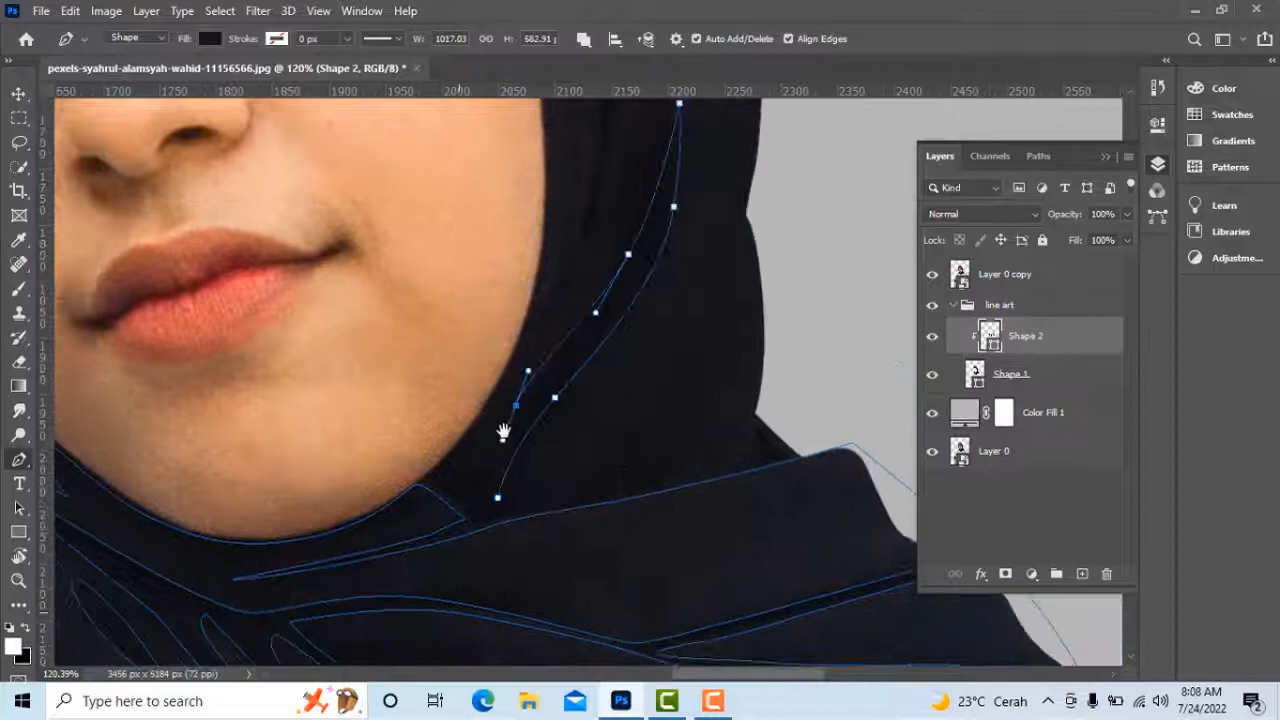 File Edit Image Layer Type Select Filter 3D View Window Help
Shape Fill: Stroke: 0 px W: 1017.03 H: 682.91 Auto Add/Delete Align Edges
pexels-syahrul-alamsyah-wahid-11156566.jpg @ 120% (Shape 2, RGB/8) *
650 1700 1750 1800 1850 1900 1950 2000 2050 2100 2150 2200 2250 2300 2350 2400 2450 2500 2550
Color
Swatches
Gradients
Patterns
Learn
Libraries
Adjustme...
Layers Channels Paths
Kind
Normal Opacity: 100%
Lock: Fill: 100%
Layer 0 copy
line art
Shape 2
Shape 1
Color Fill 1
Layer 0
fx
120.39% 3456 px x 5184 px (72 ppi)
Type here to search
23°C Cerah
8:08 AM
7/24/2022
2